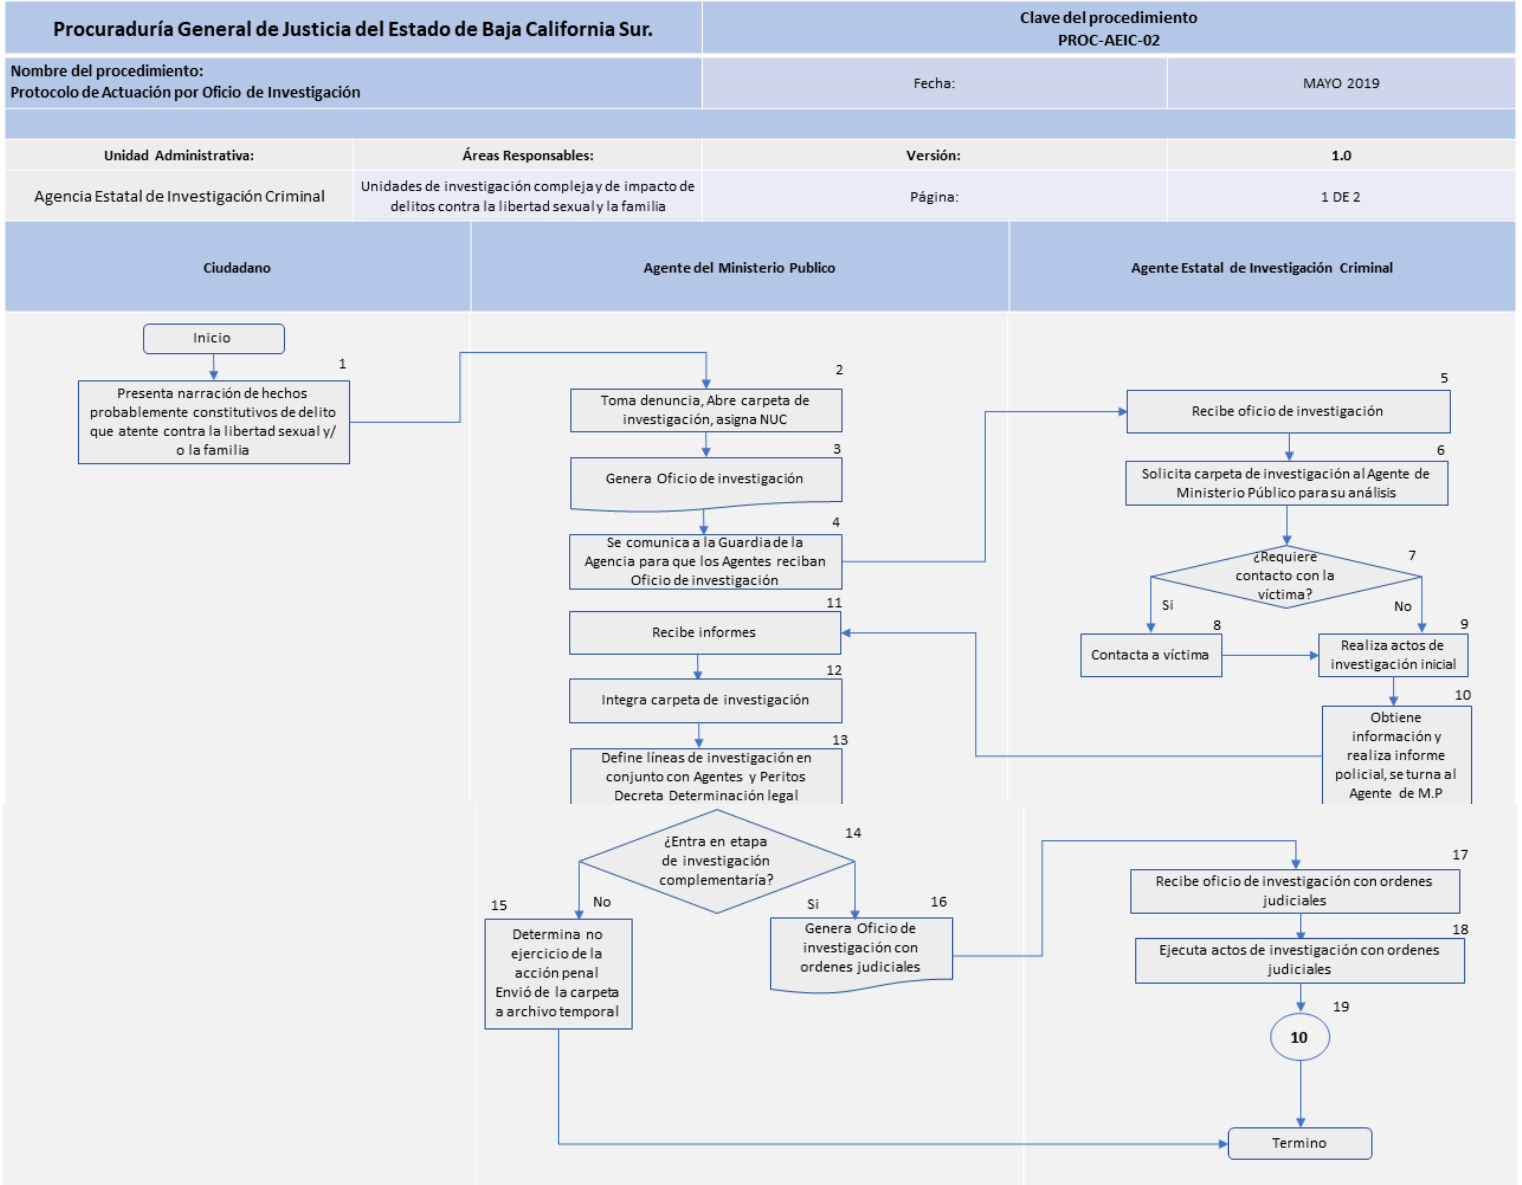 Procuraduría General de Justicia del Estado de Baja California Sur.
Clave del procedimiento
PROC-AEIC-02
Nombre del procedimiento:
Protocolo de Actuación por Oficio de Investigación
Fecha:
MAYO 2019
Unidad Administrativa:
Áreas Responsables:
Versión:
1.0
Agencia Estatal de Investigación Criminal
Unidades de investigación compleja y de impacto de
delitos contra la libertad sexual y la familia
Página:
1 DE 2
Ciudadano
Agente del Ministerio Publico
Agente Estatal de Investigación Criminal
Inicio
1
Presenta narración de hechos
probablemente constitutivos de delito
que atente contra la libertad sexual y/
o la familia
2
Toma denuncia, Abre carpeta de
investigación, asigna NUC
3
Genera Oficio de investigación
4
Se comunica a la Guardia de la
Agencia para que los Agentes reciban
Oficio de investigación
5
Recibe oficio de investigación
6
Solicita carpeta de investigación al Agente de
Ministerio Público para su análisis
7
¿Requiere
contacto con la
víctima?
Si
No
8
Contacta a víctima
9
Realiza actos de
investigación inicial
10
Obtiene
información y
realiza informe
policial, se turna al
Agente de M.P
11
Recibe informes
12
Integra carpeta de investigación
13
Define líneas de investigación en
conjunto con Agentes y Peritos
Decreta Determinación legal
14
¿Entra en etapa
de investigación
complementaría?
No
Si
15
Determina no
ejercicio de la
acción penal
Envió de la carpeta
a archivo temporal
16
Genera Oficio de
investigación con
ordenes judiciales
17
Recibe oficio de investigación con ordenes
judiciales
18
Ejecuta actos de investigación con ordenes
judiciales
19
10
Termino